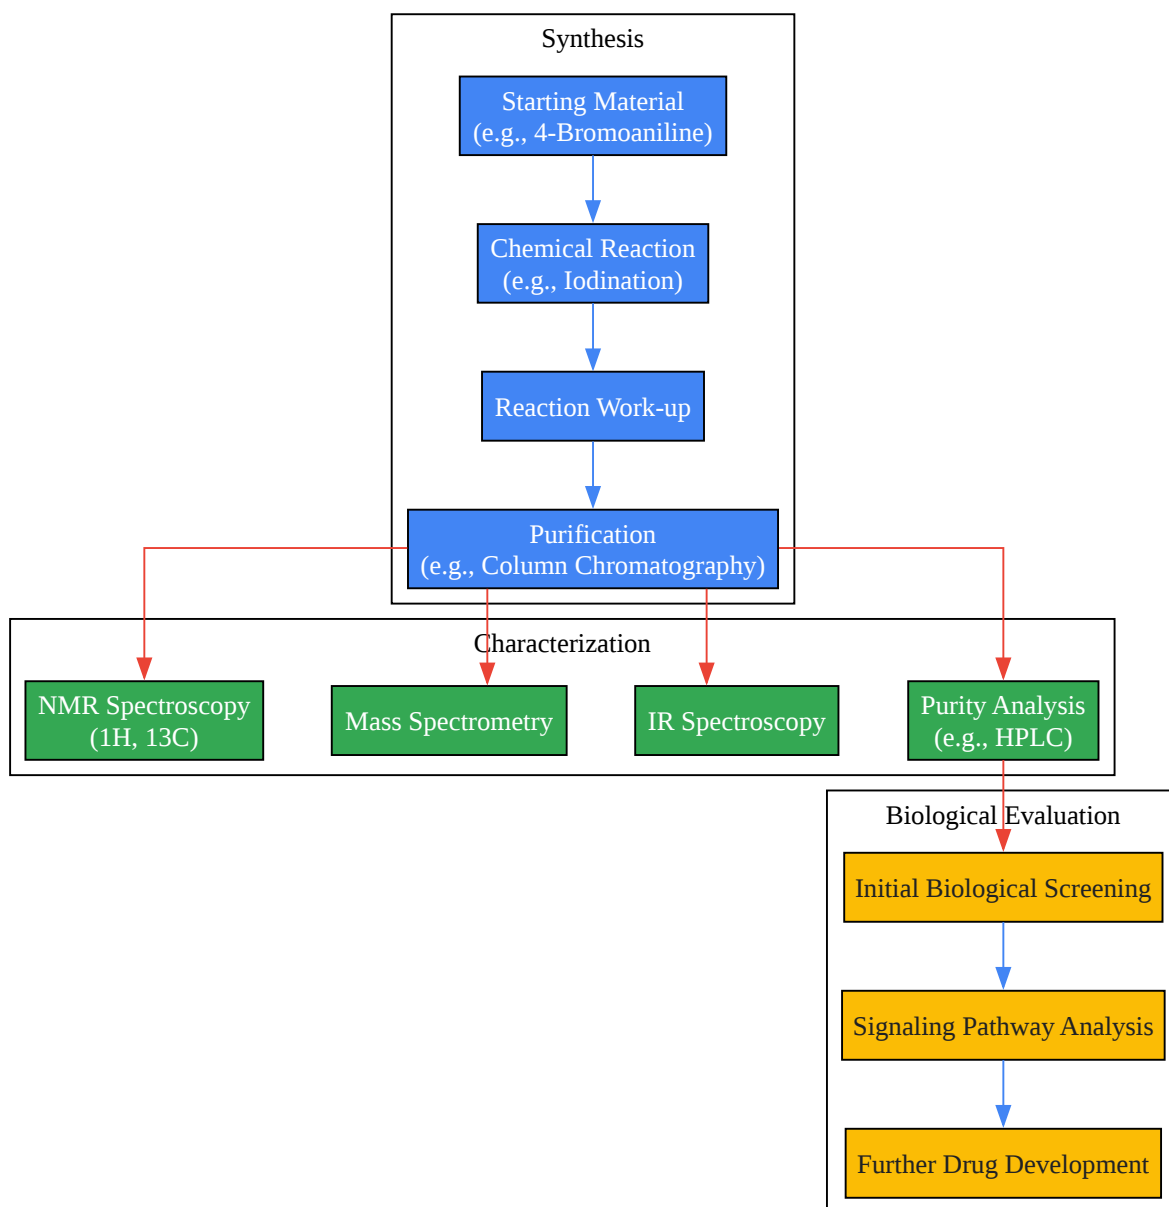 Synthesis
Starting Material
(e.g., 4-Bromoaniline)
Chemical Reaction
(e.g., Iodination)
Reaction Work-up
Purification
(e.g., Column Chromatography)
Characterization
NMR Spectroscopy
(1H, 13C)
Mass Spectrometry
IR Spectroscopy
Purity Analysis
(e.g., HPLC)
Biological Evaluation
Initial Biological Screening
Signaling Pathway Analysis
Further Drug Development